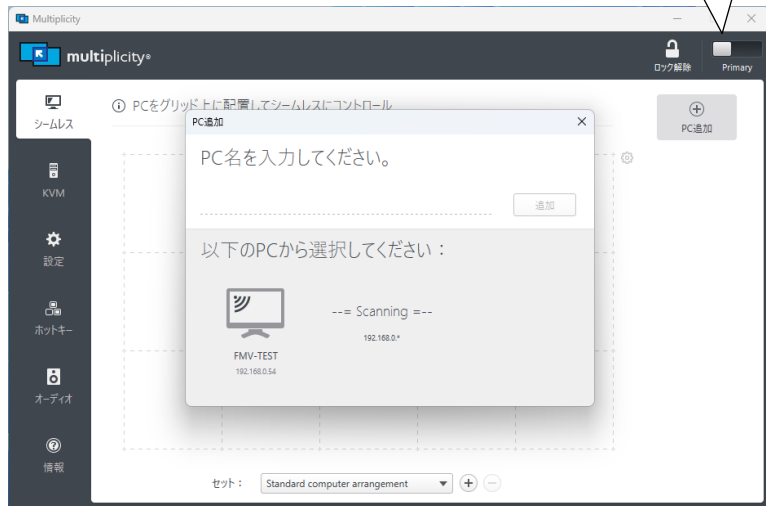 Multiplicity
multiplicity®
ロック解除
Primary
シームレス
PCをグリッド上に配置してシームレスにコントロール
PC追加
PC追加
PC名を入力してください。
追加
KVM
設定
以下のPCから選択してください：
ホットキー
--= Scanning =--
192.168.0.*
FMV-TEST
192.168.0.54
オーディオ
情報
セット： Standard computer arrangement